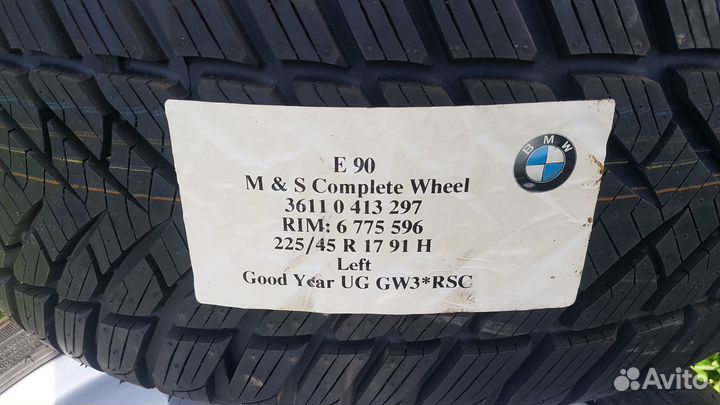 E 90
BMW
M & S Complete Wheel
3611 0 413 297
RIM: 6 775 596
225/45 R 17 91 H
Left
Good Year UG GW3*RSC
Avito